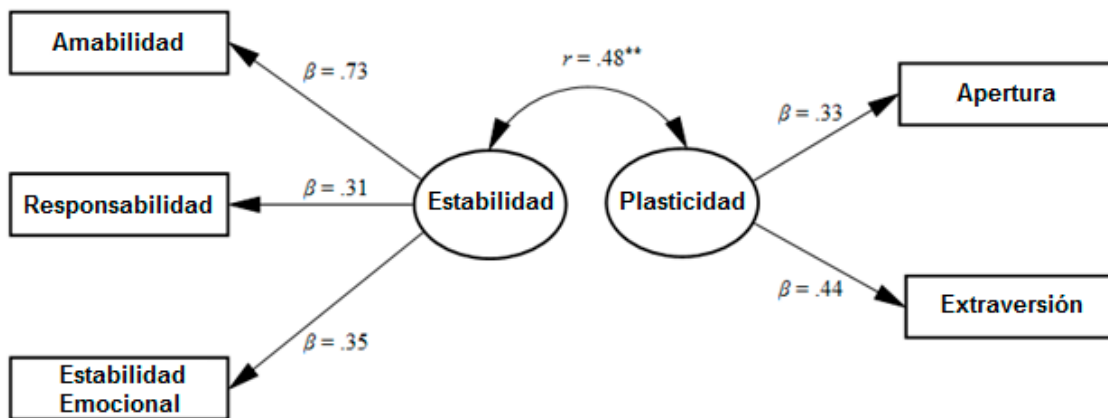 Amabilidad
β = .73
r = .48**
Apertura
β = .33
Responsabilidad
β = .31
Estabilidad
Plasticidad
β = .44
Extraversión
β = .35
Estabilidad
Emocional